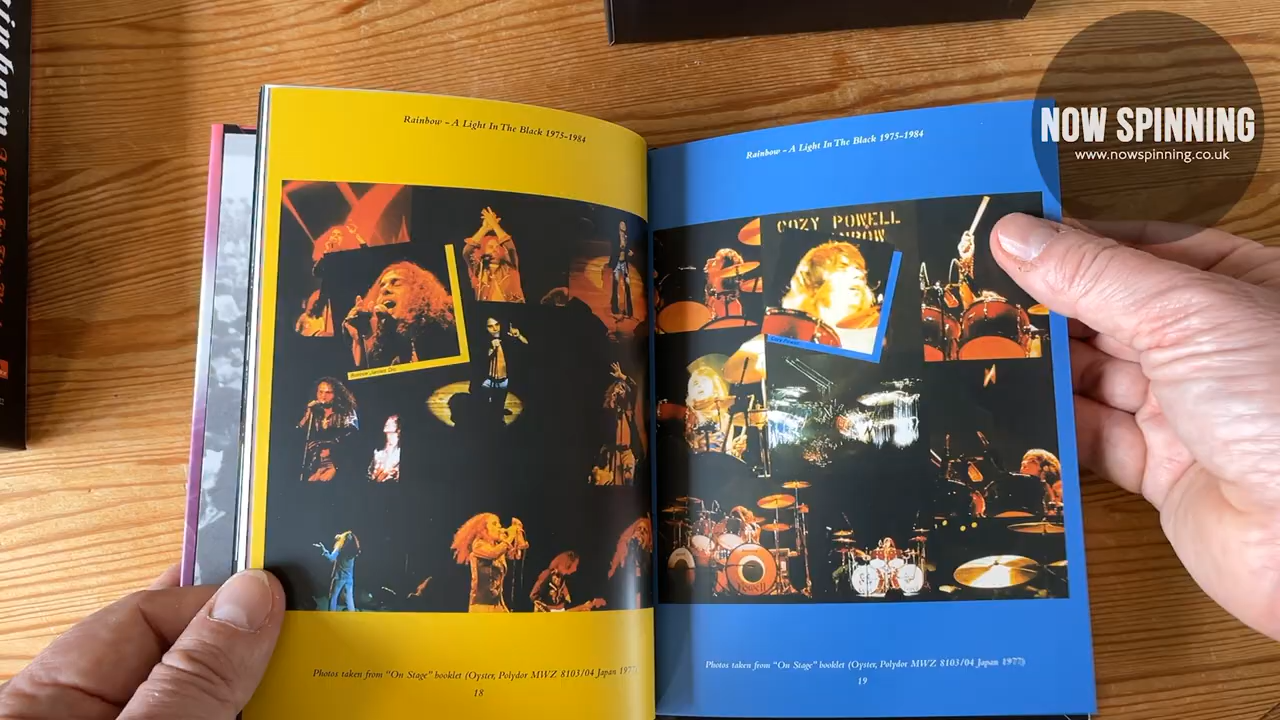 NOW SPINNING
www.nowspinning.co.uk
Rainbow - A Light In The Black 1975-1984
Ronnie James Dio
Photos taken from "On Stage" booklet (Oyster, Polydor MWZ 8103/04 Japan 1977)
18
Rainbow - A Light In The Black 1975-1984
COZY POWELL
Cozy Powell
Photos taken from "On Stage" booklet (Oyster, Polydor MWZ 8103/04 Japan 1977)
19